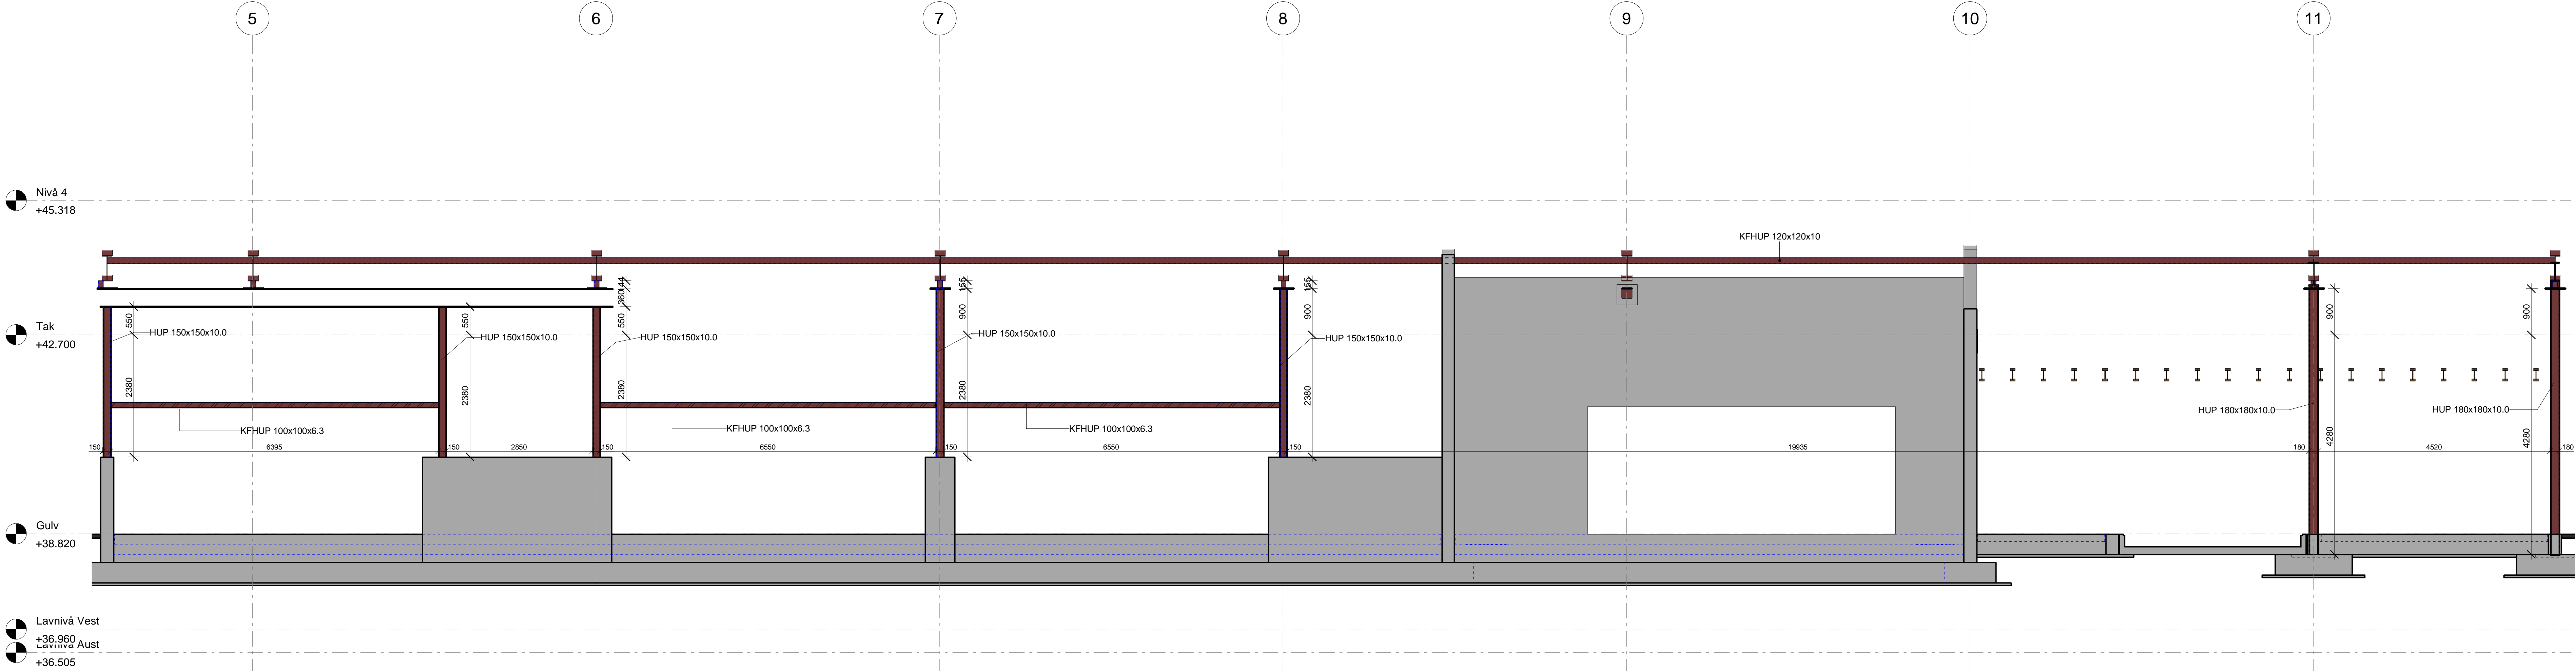 5 6 7 8 9 10 11
Nivå 4
+45.318
KFHUP 120x120x10
144
360
155
155
550
550
550
900
900
900
900
Tak
+42.700
HUP 150x150x10.0
HUP 150x150x10.0
HUP 150x150x10.0
HUP 150x150x10.0
HUP 150x150x10.0
2380
2380
2380
2380
2380
HUP 180x180x10.0
HUP 180x180x10.0
KFHUP 100x100x6.3
KFHUP 100x100x6.3
KFHUP 100x100x6.3
4280
4280
150 6395 150 2850 150 6550 150 6550 150 19935 180 4520 180
Gulv
+38.820
Lavnivå Vest
+36.960
Lavnivå Aust
+36.505